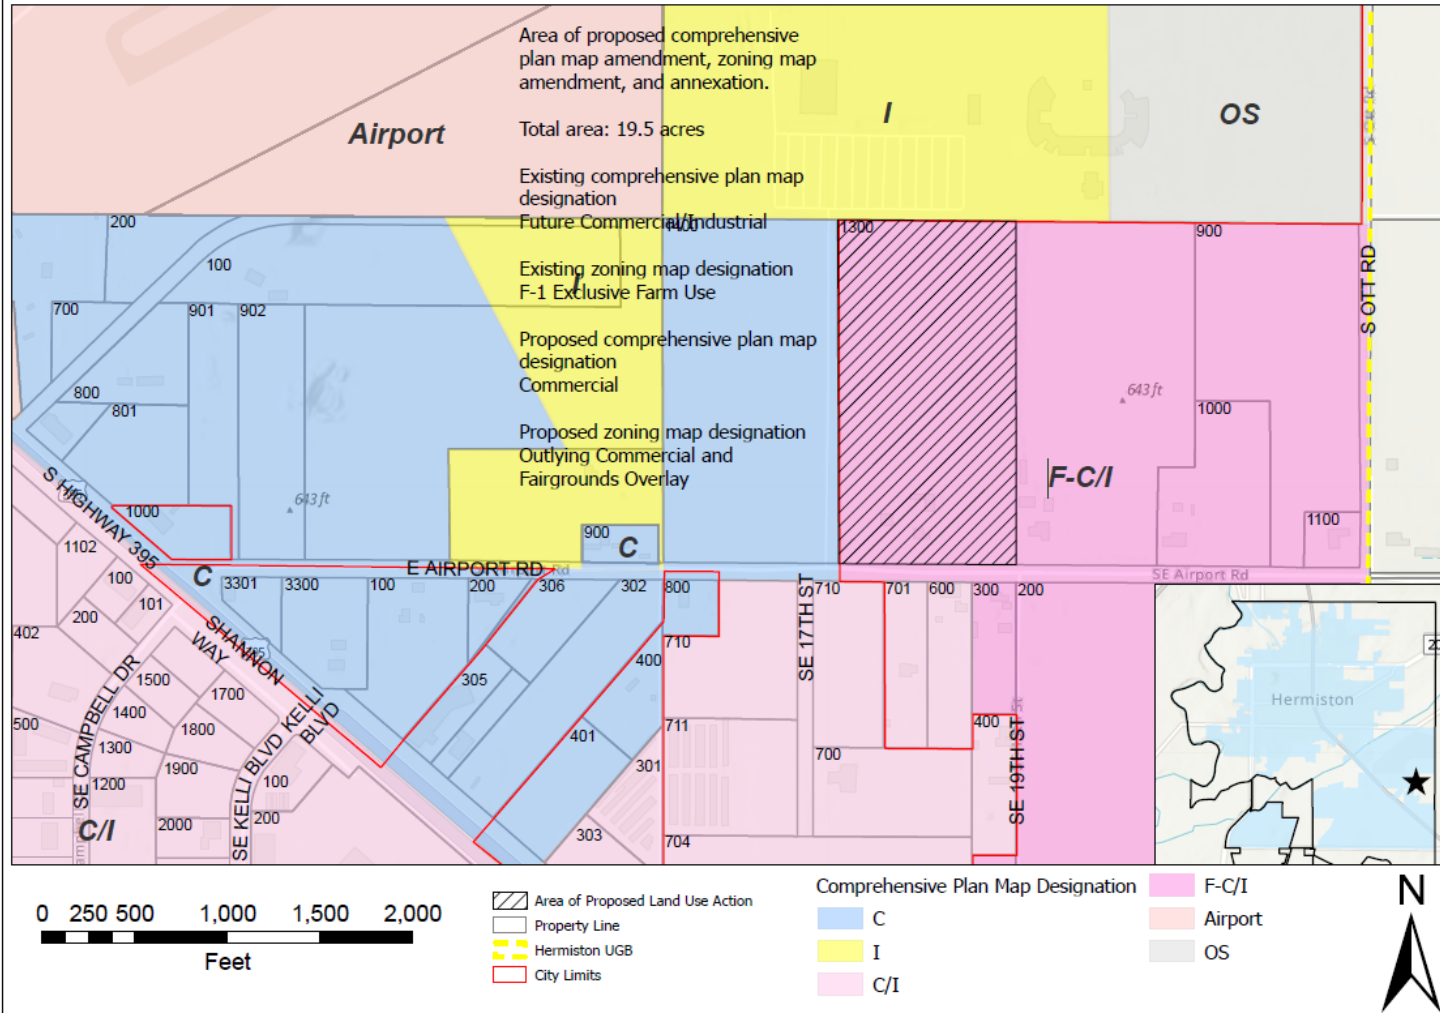 Area of proposed comprehensive
plan map amendment, zoning map
amendment, and annexation.
Total area: 19.5 acres
Existing comprehensive plan map
designation
Future Commercial/Industrial
Existing zoning map designation
F-1 Exclusive Farm Use
Proposed comprehensive plan map
designation
Commercial
Proposed zoning map designation
Outlying Commercial and
Fairgrounds Overlay
Airport
I
OS
200
100
1300
900
I
700
901
902
800
801
643 ft
1000
S OTT RD
643 ft
F-C/I
1000
1100
900
C
S HIGHWAY 395
1102
100
101
200
402
C
3301
3300
100
E AIRPORT RD
Rd
200
306
302
800
SE 17TH ST
710
701
600
300
200
SE Airport Rd
SHANNON
WAY
710
400
305
SE CAMPBELL DR
1500
1400
1300
1200
1700
1800
1900
2000
500
C/I
SE KELLI BLVD
KELLI
BLVD
100
200
401
301
303
711
704
700
400
SE 19TH ST
Hermiston
0 250 500 1,000 1,500 2,000
Feet
Area of Proposed Land Use Action
Property Line
Hermiston UGB
City Limits
Comprehensive Plan Map Designation
C
I
C/I
F-C/I
Airport
OS
N